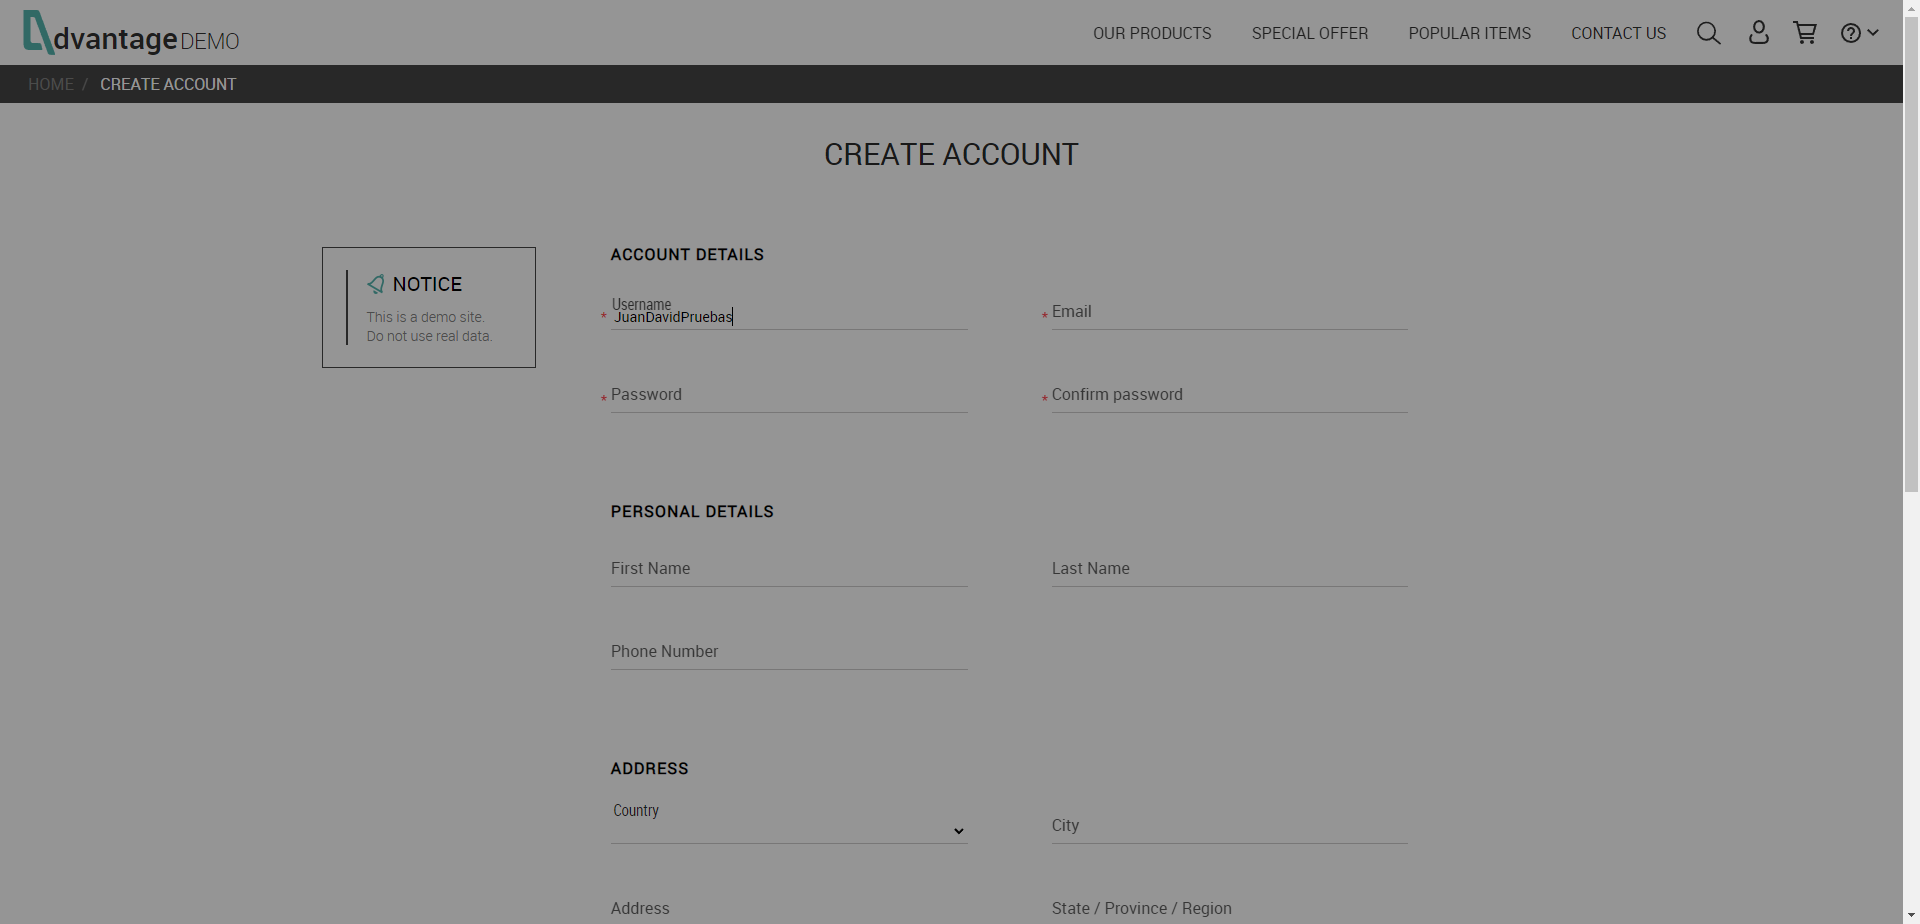 dvantage DEMO
OUR PRODUCTS
SPECIAL OFFER
POPULAR ITEMS
CONTACT US
HOME / CREATE ACCOUNT
CREATE ACCOUNT
NOTICE
This is a demo site.
Do not use real data.
ACCOUNT DETAILS
Username
* JuanDavidPruebas
* Email
* Password
* Confirm password
PERSONAL DETAILS
First Name
Last Name
Phone Number
ADDRESS
Country
City
Address
State / Province / Region